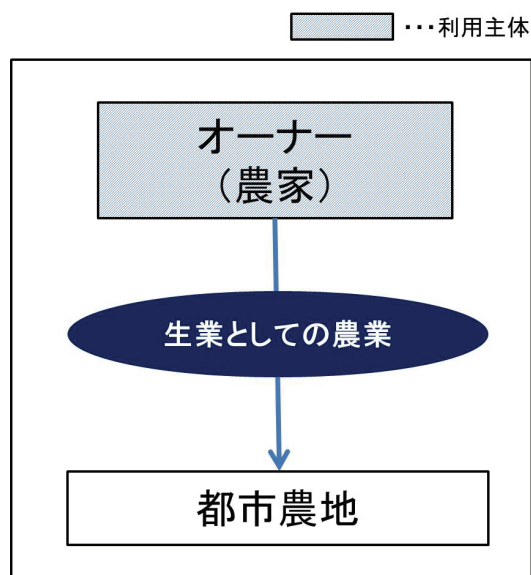 ・・・利用主体
オーナー
（農家）
生業としての農業
都市農地